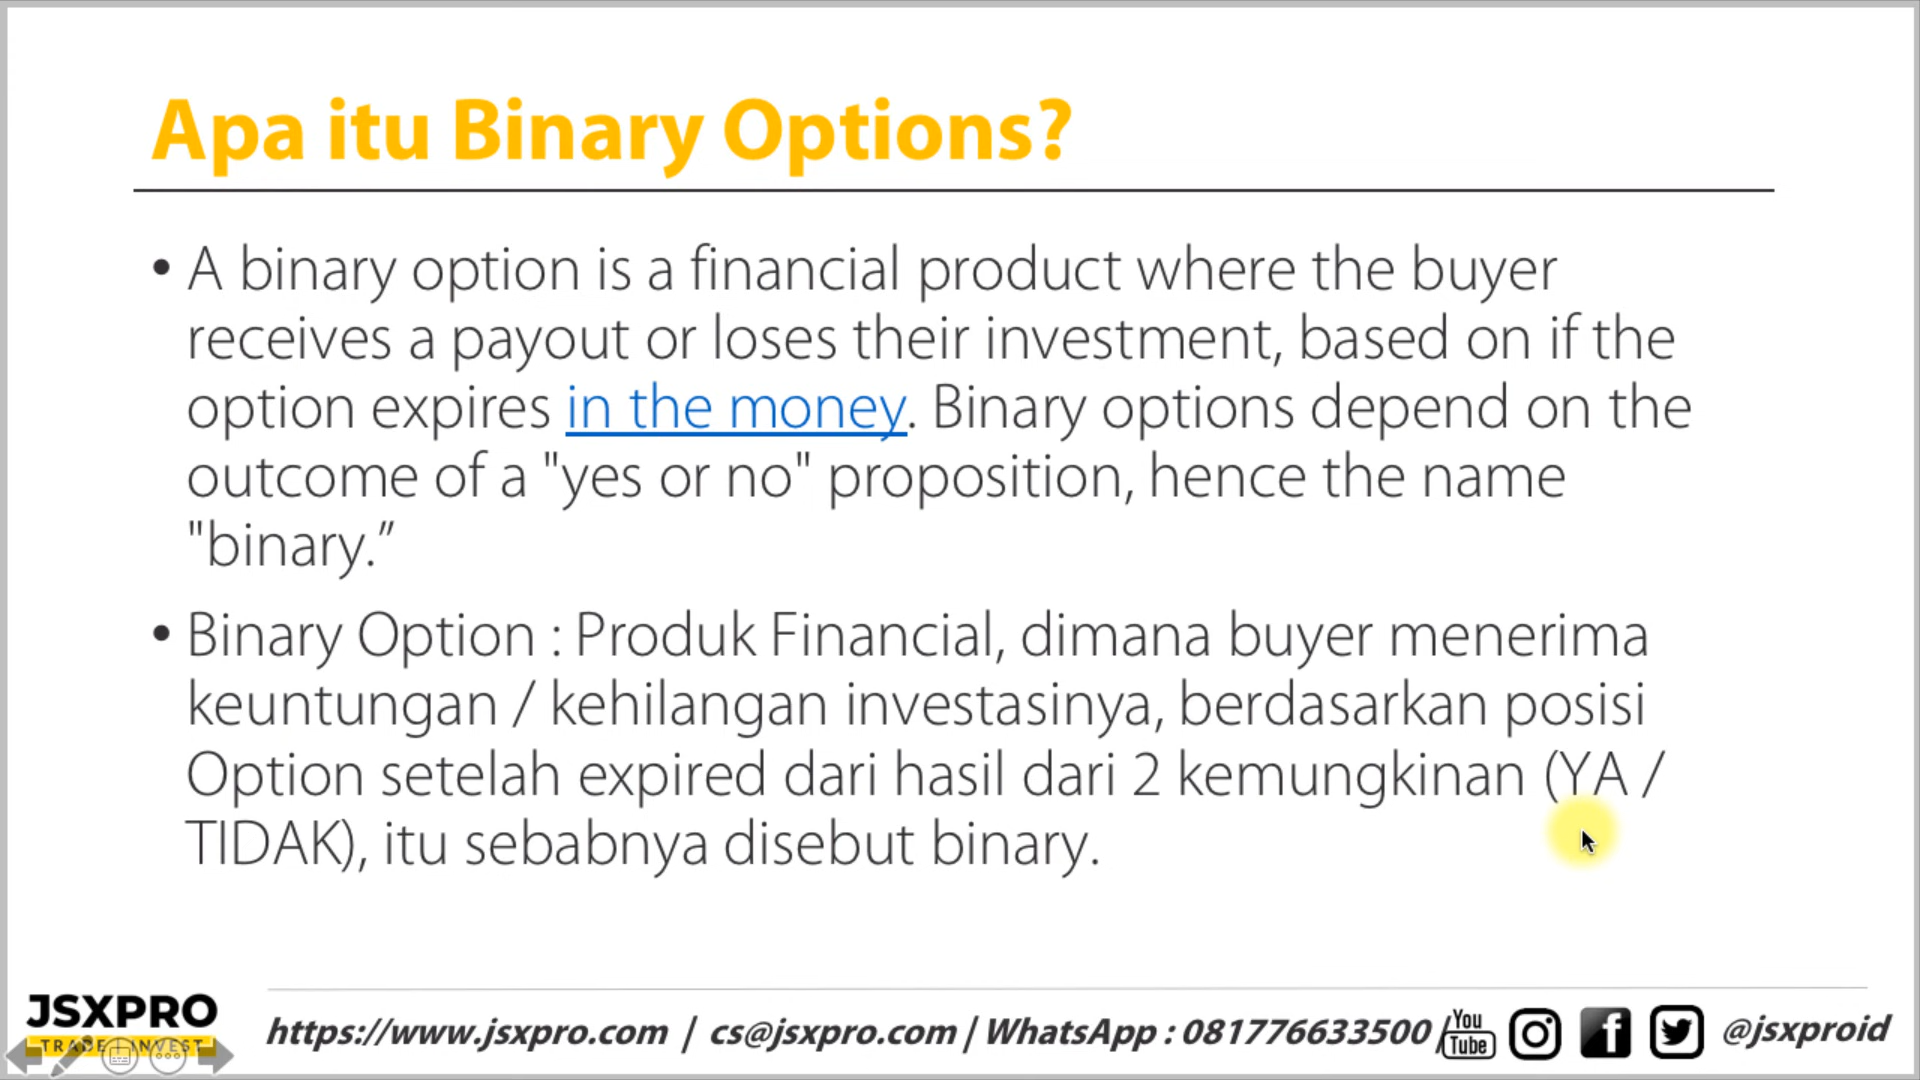 Apa itu Binary Options?
• A binary option is a financial product where the buyer
receives a payout or loses their investment, based on if the
option expires in the money. Binary options depend on the
outcome of a "yes or no" proposition, hence the name
"binary.”
• Binary Option : Produk Financial, dimana buyer menerima
keuntungan / kehilangan investasinya, berdasarkan posisi
Option setelah expired dari hasil dari 2 kemungkinan (YA /
TIDAK), itu sebabnya disebut binary.
JSXPRO
TRADE INVEST
https://www.jsxpro.com | cs@jsxpro.com | WhatsApp : 081776633500 / You
Tube
@jsxproid